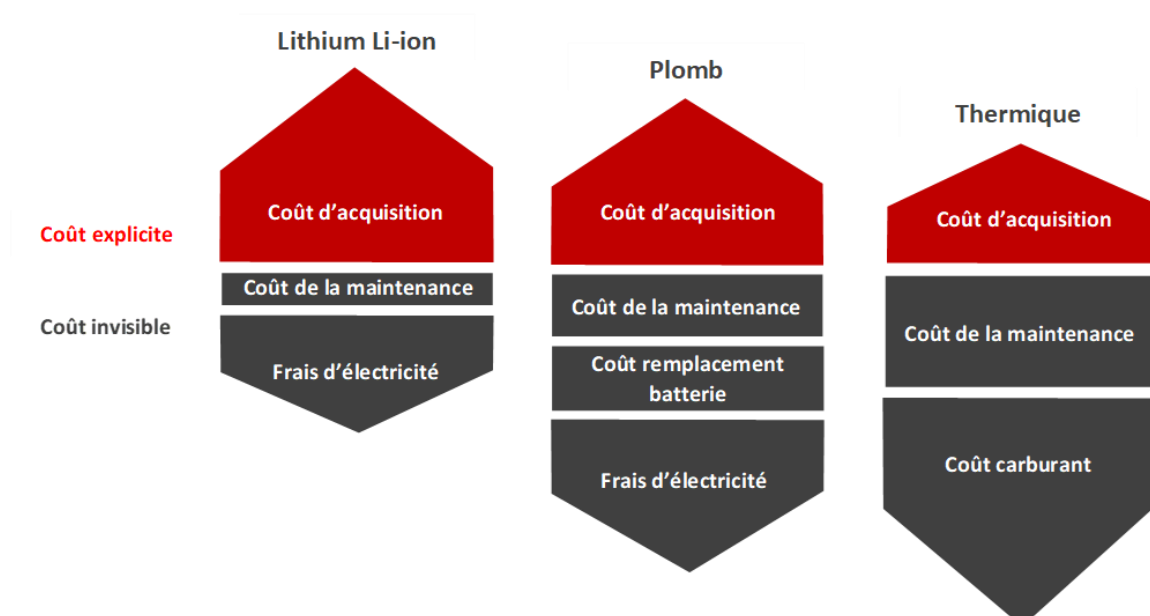 Lithium Li-ion
Plomb
Thermique
Coût explicite
Coût d’acquisition
Coût d’acquisition
Coût d’acquisition
Coût invisible
Coût de la maintenance
Frais d’électricité
Coût de la maintenance
Coût remplacement
batterie
Frais d’électricité
Coût de la maintenance
Coût carburant